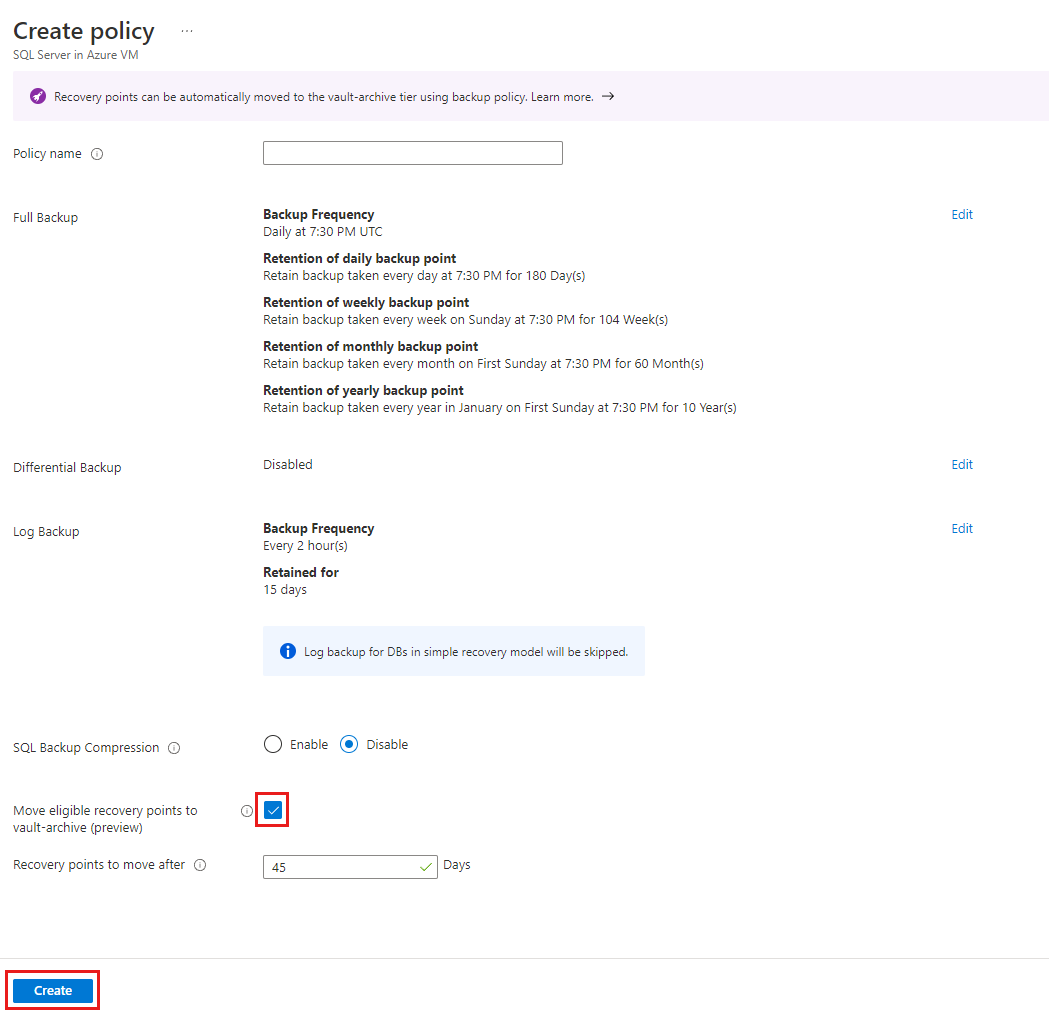 Create policy ...
SQL Server in Azure VM
Recovery points can be automatically moved to the vault-archive tier using backup policy. Learn more. →
Policy name
Full Backup
Backup Frequency
Edit
Daily at 7:30 PM UTC
Retention of daily backup point
Retain backup taken every day at 7:30 PM for 180 Day(s)
Retention of weekly backup point
Retain backup taken every week on Sunday at 7:30 PM for 104 Week(s)
Retention of monthly backup point
Retain backup taken every month on First Sunday at 7:30 PM for 60 Month(s)
Retention of yearly backup point
Retain backup taken every year in January on First Sunday at 7:30 PM for 10 Year(s)
Differential Backup
Disabled
Edit
Log Backup
Backup Frequency
Edit
Every 2 hour(s)
Retained for
15 days
Log backup for DBs in simple recovery model will be skipped.
SQL Backup Compression
Enable
Disable
Move eligible recovery points to
vault-archive (preview)
Recovery points to move after
45
Days
Create